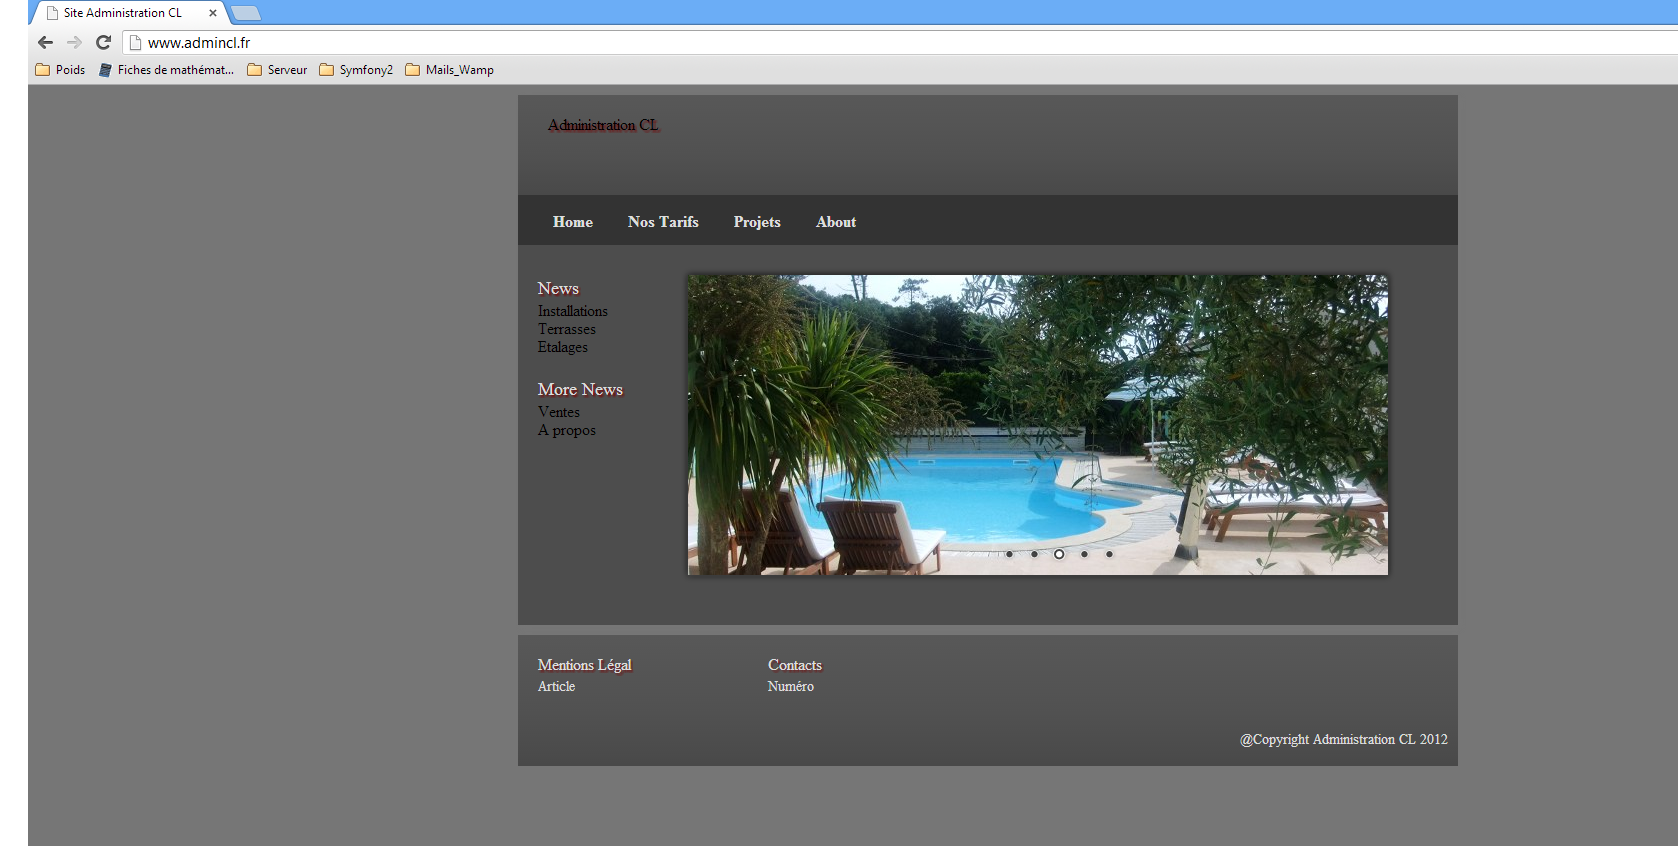 Site Administration CL
www.admincl.fr
Poids Fiches de mathémat... Serveur Symfony2 Mails_Wamp
Administration CL
Home Nos Tarifs Projets About
News
Installations
Terrasses
Etalages
More News
Ventes
A propos
Mentions Légal
Article
Contacts
Numéro
@Copyright Administration CL 2012